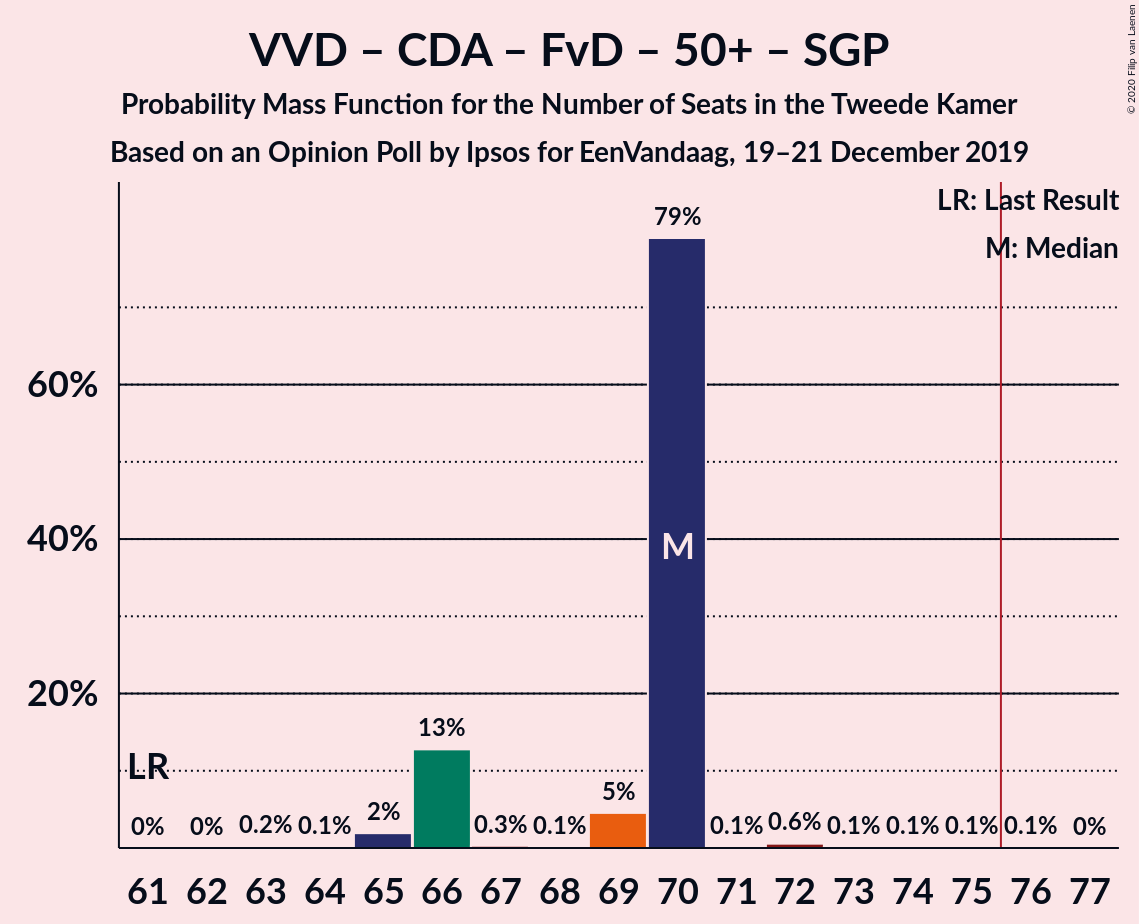 VVD – CDA – FvD – 50+ – SGP
Probability Mass Function for the Number of Seats in the Tweede Kamer
Based on an Opinion Poll by Ipsos for EenVandaag, 19–21 December 2019
© 2020 Filip van Laenen
LR: Last Result
M: Median
79%
60%
40%
M
20%
13%
LR
5%
0% 0% 0.2% 0.1% 2% 0.3% 0.1% 0.1% 0.6% 0.1% 0.1% 0.1% 0.1% 0%
61 62 63 64 65 66 67 68 69 70 71 72 73 74 75 76 77